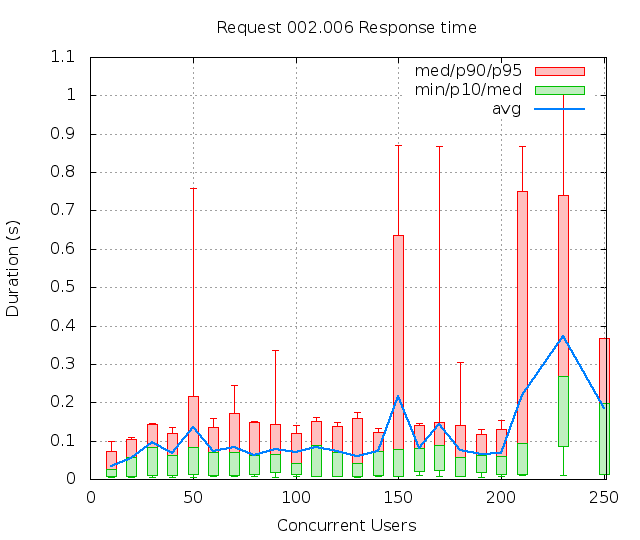 Request 002.006 Response time
med/p90/p95
min/p10/med
avg
Duration (s)
1.1
1
0.9
0.8
0.7
0.6
0.5
0.4
0.3
0.2
0.1
0
0 50 100 150 200 250
Concurrent Users